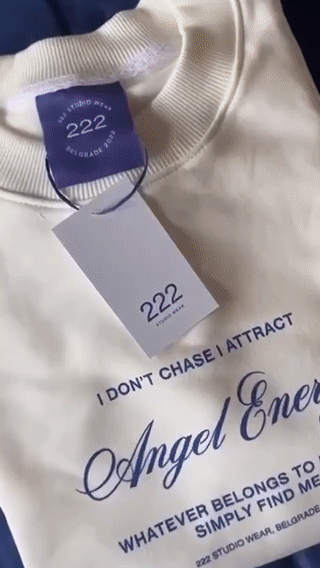 222 STUDIO WEAR
222
BELGRADE 2022
222
STUDIO WEAR
I DON'T CHASE I ATTRACT
Angel Ener
WHATEVER BELONGS TO
SIMPLY FIND ME
222 STUDIO WEAR, BELGRADE